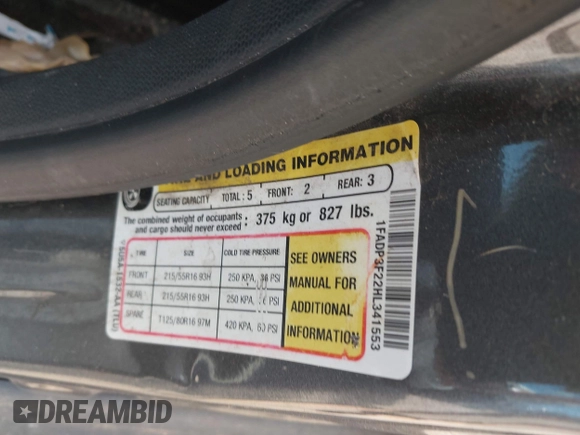 AND LOADING INFORMATION
SEATING CAPACITY TOTAL: 5 FRONT: 2 REAR: 3
The combined weight of occupants and cargo should never exceed : 375 kg or 827 lbs.
TIRE SIZE COLD TIRE PRESSURE
FRONT 215/55R16 93H 250 KPA, PSI
REAR 215/55R16 93H 250 KPA, PSI
SPARE T125/80R16 97M 420 KPA, 60 PSI
SEE OWNERS
MANUAL FOR
ADDITIONAL
INFORMATION
1FADP3F22HL341553
DREAMBID